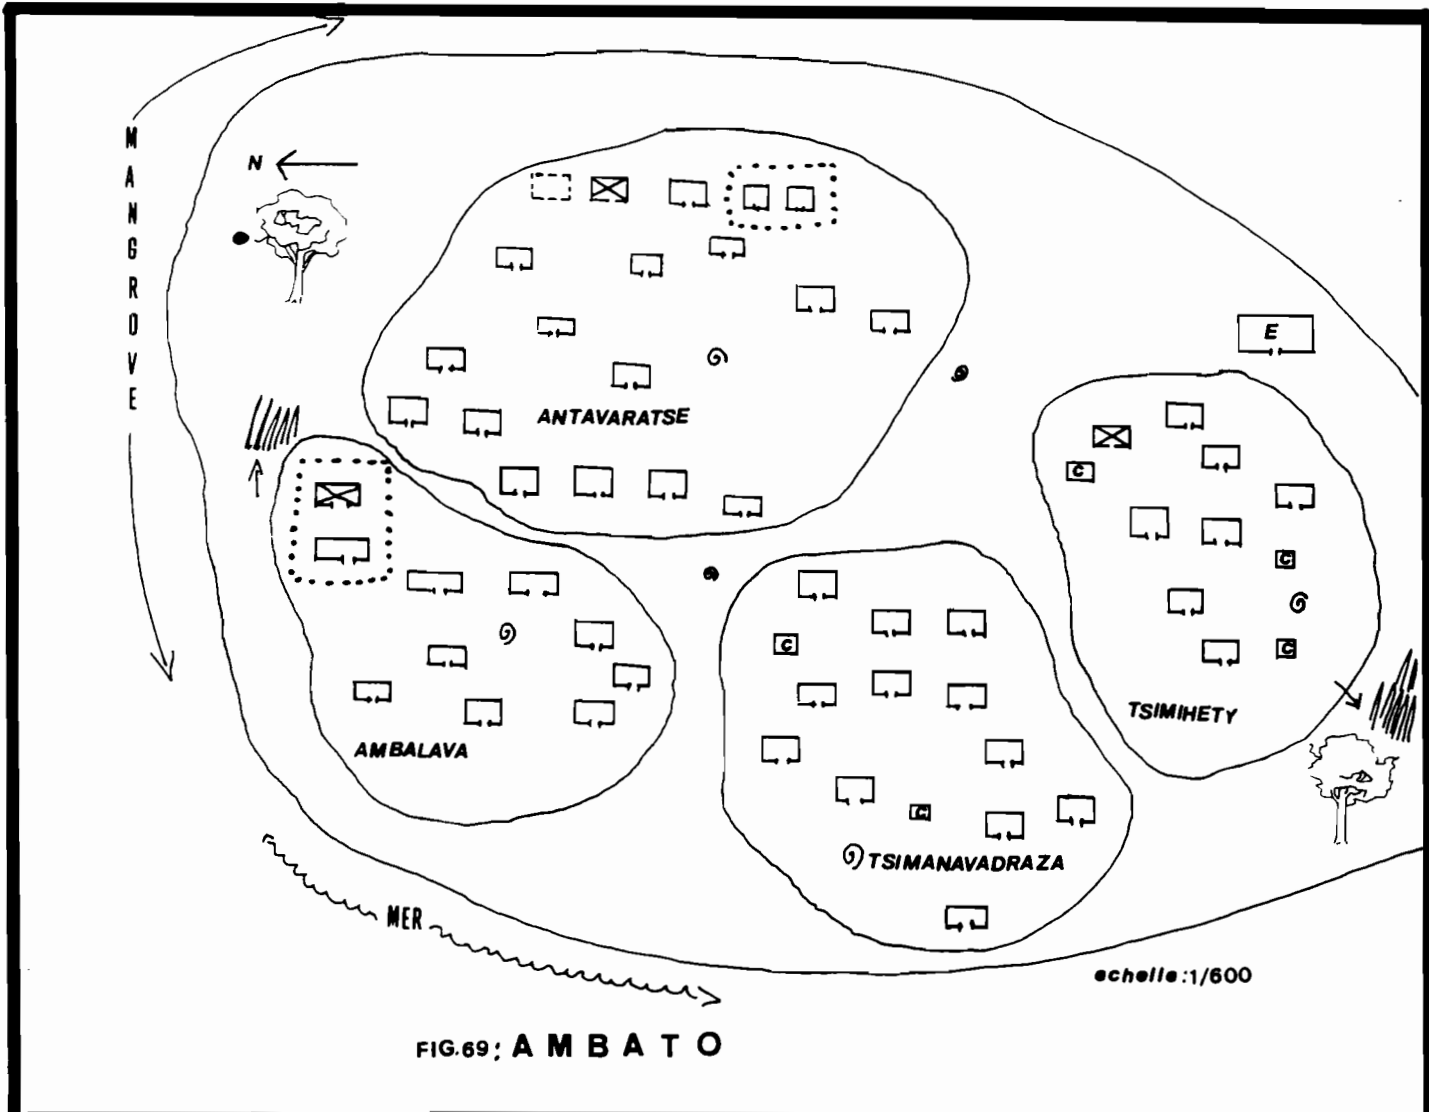 MANGROVE
N
E
ANTAVARATSE
C
C
C
C
TSIMIHETY
AMBALAVA
C
TSIMANAVADRAZA
MER
echelle:1/600
FIG.69: AMBATO